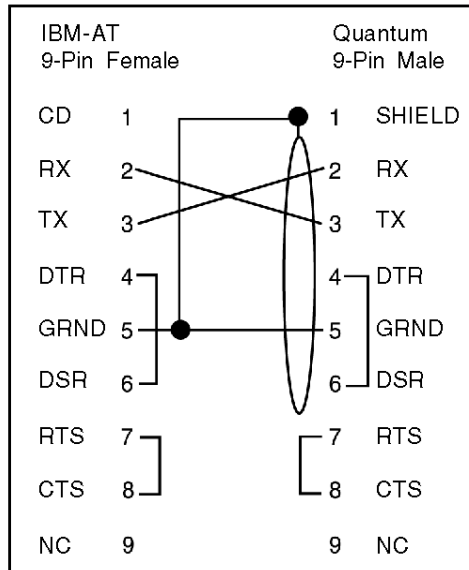 IBM-AT Quantum
9-Pin Female 9-Pin Male
CD 1 1 SHIELD
RX 2 2 RX
TX 3 3 TX
DTR 4 4 DTR
GRND 5 5 GRND
DSR 6 6 DSR
RTS 7 7 RTS
CTS 8 8 CTS
NC 9 9 NC